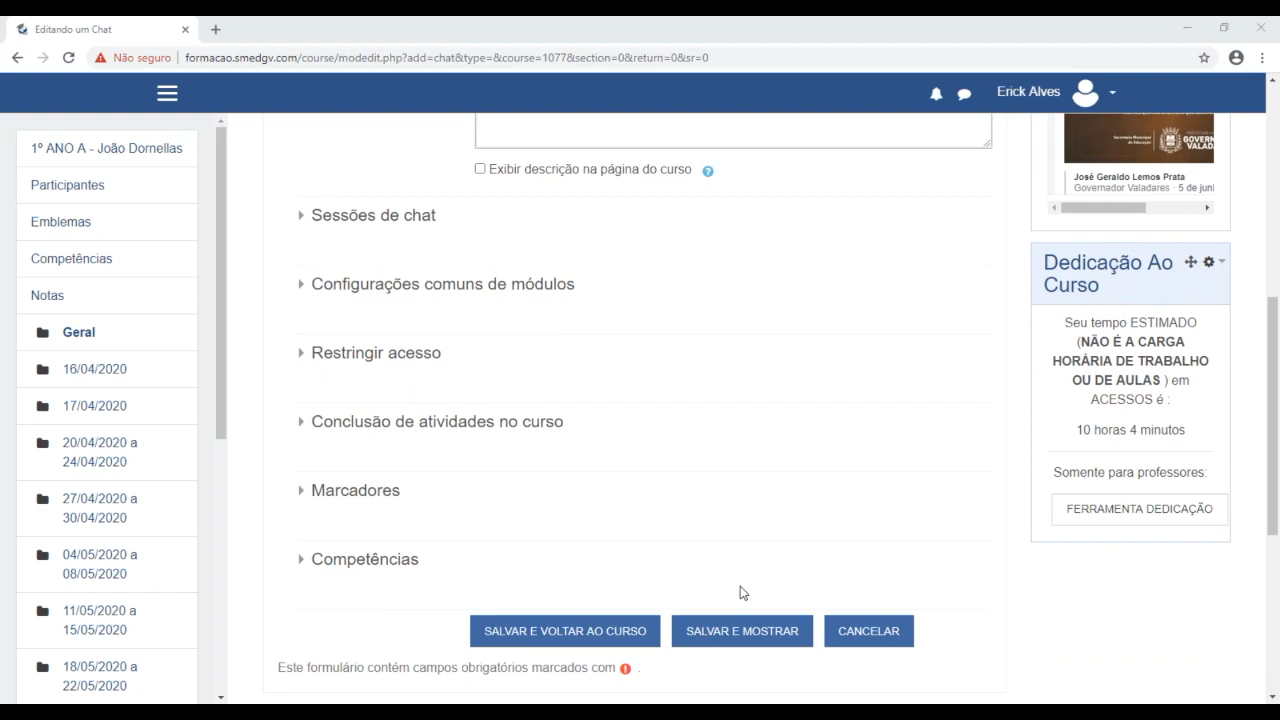 Editando um Chat
Não seguro
formacao.smedgv.com/course/modedit.php?add=chat&type=&course=1077&section=0&return=0&sr=0
Erick Alves
1º ANO A - João Dornellas
Participantes
Emblemas
Competências
Notas
Geral
16/04/2020
17/04/2020
20/04/2020 a
24/04/2020
27/04/2020 a
30/04/2020
04/05/2020 a
08/05/2020
11/05/2020 a
15/05/2020
18/05/2020 a
22/05/2020
Exibir descrição na página do curso
Sessões de chat
Configurações comuns de módulos
Restringir acesso
Conclusão de atividades no curso
Marcadores
Competências
SALVAR E VOLTAR AO CURSO
SALVAR E MOSTRAR
CANCELAR
Este formulário contém campos obrigatórios marcados com .
Secretaria Municipal
de Educação
GOVERN
VALAD
José Geraldo Lemos Prata
Governador Valadares · 5 de juni
Dedicação Ao
Curso
Seu tempo ESTIMADO
(NÃO É A CARGA
HORÁRIA DE TRABALHO
OU DE AULAS ) em
ACESSOS é :
10 horas 4 minutos
Somente para professores:
FERRAMENTA DEDICAÇÃO